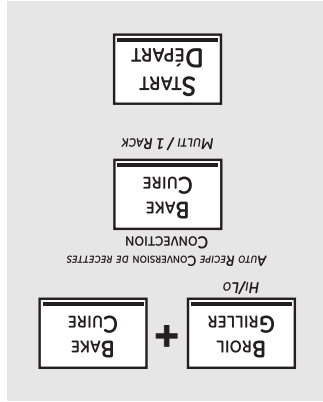 BROIL
GRILLER
+
BAKE
CUIRE
HI/LO
AUTO RECIPE CONVERSION DE RECETTES
CONVECTION
BAKE
CUIRE
MULTI / 1 RACK
START
DÉPART